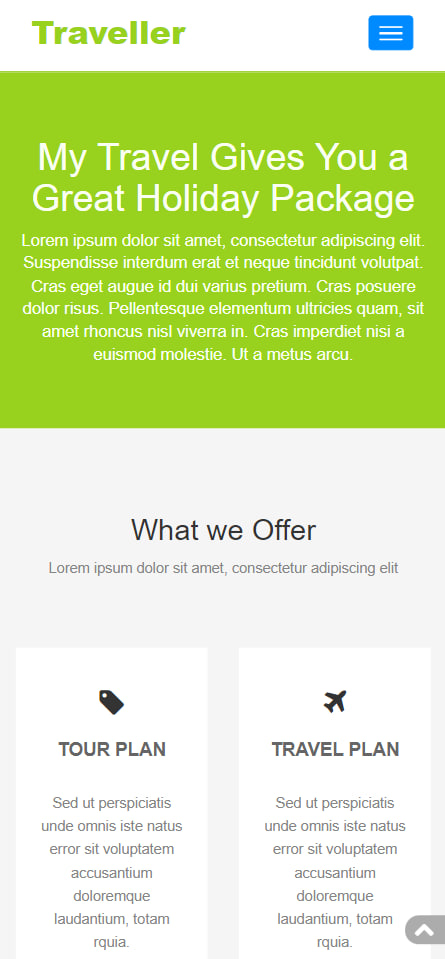 Traveller
My Travel Gives You a
Great Holiday Package
Lorem ipsum dolor sit amet, consectetur adipiscing elit.
Suspendisse interdum erat et neque tincidunt volutpat.
Cras eget augue id dui varius pretium. Cras posuere
dolor risus. Pellentesque elementum ultricies quam, sit
amet rhoncus nisl viverra in. Cras imperdiet nisi a
euismod molestie. Ut a metus arcu.
What we Offer
Lorem ipsum dolor sit amet, consectetur adipiscing elit
TOUR PLAN
Sed ut perspiciatis
unde omnis iste natus
error sit voluptatem
accusantium
doloremque
laudantium, totam
rquia.
TRAVEL PLAN
Sed ut perspiciatis
unde omnis iste natus
error sit voluptatem
accusantium
doloremque
laudantium, totam
rquia.